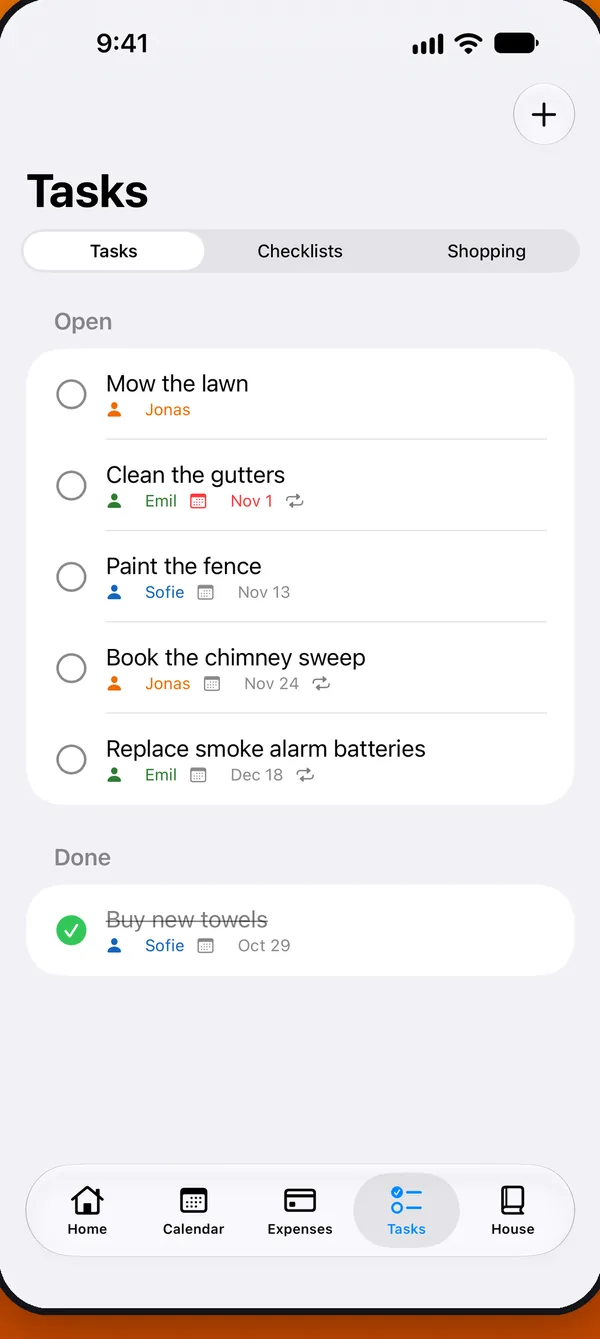 9:41
Tasks
Tasks Checklists Shopping
Open
Mow the lawn
Jonas
Clean the gutters
Emil Nov 1
Paint the fence
Sofie Nov 13
Book the chimney sweep
Jonas Nov 24
Replace smoke alarm batteries
Emil Dec 18
Done
Buy new towels
Sofie Oct 29
Home Calendar Expenses Tasks House